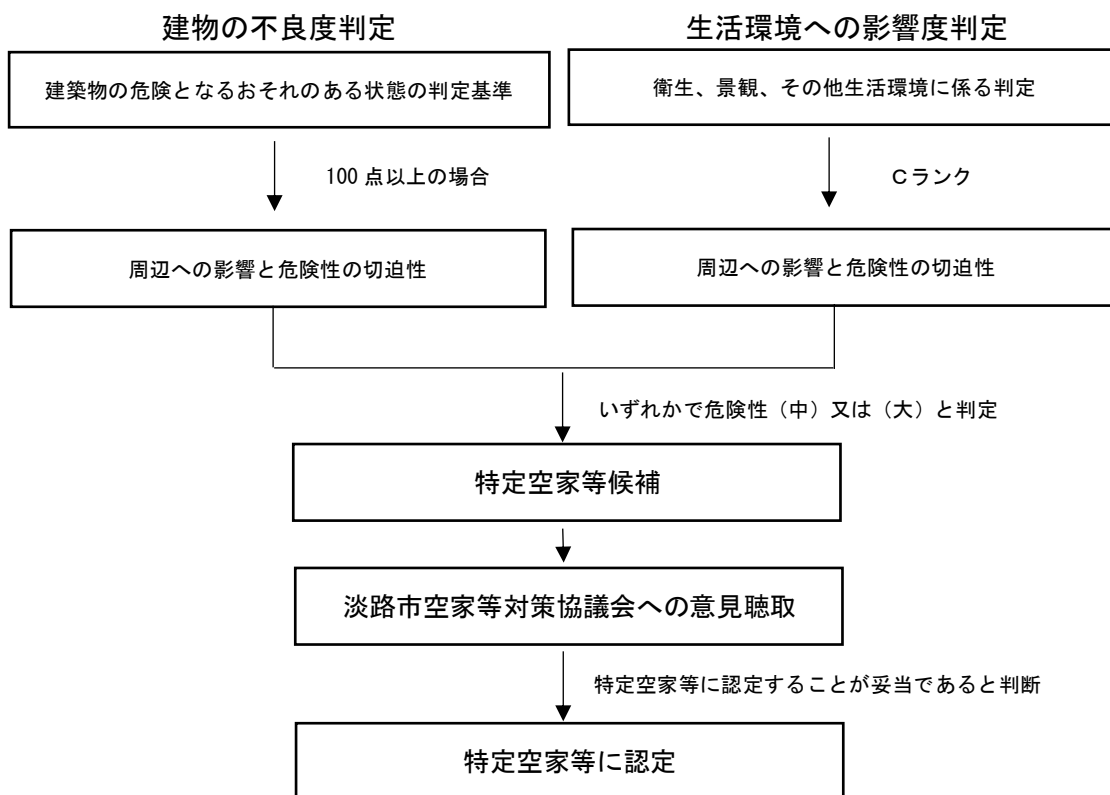 建物の不良度判定
生活環境への影響度判定
建築物の危険となるおそれのある状態の判定基準
衛生、景観、その他生活環境に係る判定
100 点以上の場合
Cランク
周辺への影響と危険性の切迫性
周辺への影響と危険性の切迫性
いずれかで危険性（中）又は（大）と判定
特定空家等候補
淡路市空家等対策協議会への意見聴取
特定空家等に認定することが妥当であると判断
特定空家等に認定